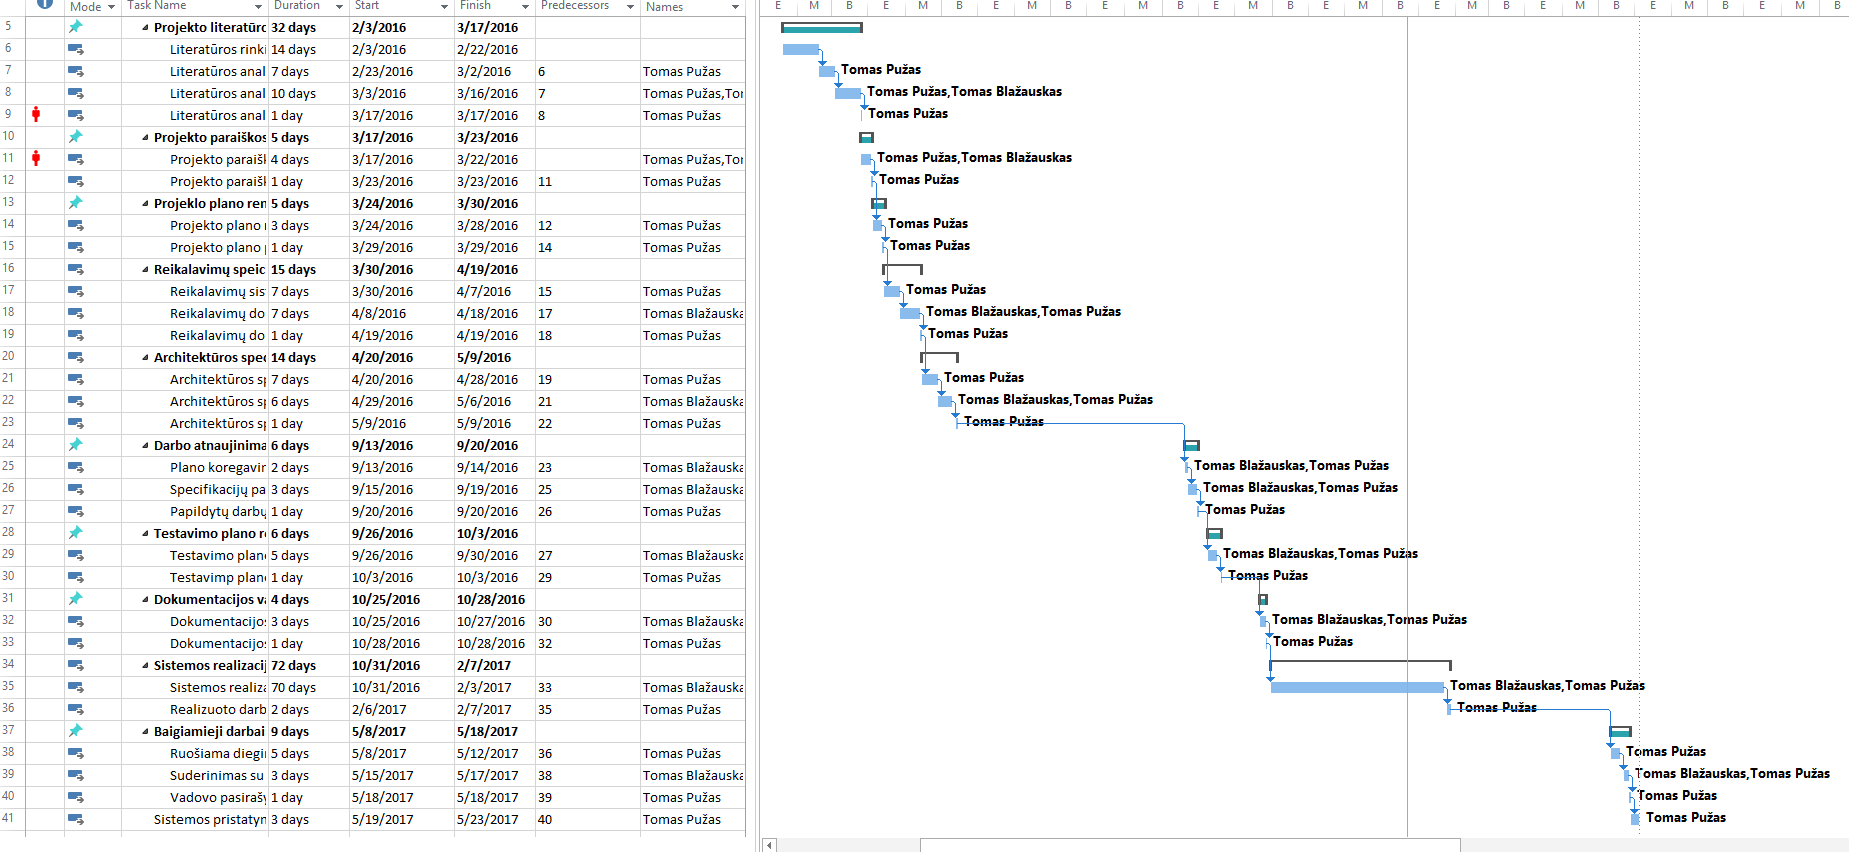 Mode Task Name Duration Start Finish Predecessors Names E M B E M B E M B E M B E M B E M B E M B E M B E M B E M B
5 Projekto literatūrc 32 days 2/3/2016 3/17/2016
6 Literatūros rinki 14 days 2/3/2016 2/22/2016
7 Literatūros anal 7 days 2/23/2016 3/2/2016 6 Tomas Pužas Tomas Pužas
8 Literatūros anal 10 days 3/3/2016 3/16/2016 7 Tomas Pužas,Tor Tomas Pužas,Tomas Blažauskas
9 Literatūros anal 1 day 3/17/2016 3/17/2016 8 Tomas Pužas Tomas Pužas
10 Projekto paraiškos 5 days 3/17/2016 3/23/2016
11 Projekto paraišl 4 days 3/17/2016 3/22/2016 Tomas Pužas,Tor Tomas Pužas,Tomas Blažauskas
12 Projekto paraišl 1 day 3/23/2016 3/23/2016 11 Tomas Pužas Tomas Pužas
13 Projeklo plano ren 5 days 3/24/2016 3/30/2016
14 Projekto plano 3 days 3/24/2016 3/28/2016 12 Tomas Pužas Tomas Pužas
15 Projekto plano 1 day 3/29/2016 3/29/2016 14 Tomas Pužas Tomas Pužas
16 Reikalavimų speic 15 days 3/30/2016 4/19/2016
17 Reikalavimų sis 7 days 3/30/2016 4/7/2016 15 Tomas Pužas Tomas Pužas
18 Reikalavimų do 7 days 4/8/2016 4/18/2016 17 Tomas Blažauska Tomas Blažauskas,Tomas Pužas
19 Reikalavimų do 1 day 4/19/2016 4/19/2016 18 Tomas Pužas Tomas Pužas
20 Architektūros spec 14 days 4/20/2016 5/9/2016
21 Architektūros sp 7 days 4/20/2016 4/28/2016 19 Tomas Pužas Tomas Pužas
22 Architektūros sp 6 days 4/29/2016 5/6/2016 21 Tomas Blažauska Tomas Blažauskas,Tomas Pužas
23 Architektūros sp 1 day 5/9/2016 5/9/2016 22 Tomas Pužas Tomas Pužas
24 Darbo atnaujinima 6 days 9/13/2016 9/20/2016
25 Plano koregavir 2 days 9/13/2016 9/14/2016 23 Tomas Blažauska Tomas Blažauskas,Tomas Pužas
26 Specifikacijų pa 3 days 9/15/2016 9/19/2016 25 Tomas Blažauska Tomas Blažauskas,Tomas Pužas
27 Papildytų darbų 1 day 9/20/2016 9/20/2016 26 Tomas Pužas Tomas Pužas
28 Testavimo plano r 6 days 9/26/2016 10/3/2016
29 Testavimo plan 5 days 9/26/2016 9/30/2016 27 Tomas Blažauska Tomas Blažauskas,Tomas Pužas
30 Testavimp plan 1 day 10/3/2016 10/3/2016 29 Tomas Pužas Tomas Pužas
31 Dokumentacijos va 4 days 10/25/2016 10/28/2016
32 Dokumentacijos 3 days 10/25/2016 10/27/2016 30 Tomas Blažauska Tomas Blažauskas,Tomas Pužas
33 Dokumentacijos 1 day 10/28/2016 10/28/2016 32 Tomas Pužas Tomas Pužas
34 Sistemos realizacij 72 days 10/31/2016 2/7/2017
35 Sistemos realiza 70 days 10/31/2016 2/3/2017 33 Tomas Blažauska Tomas Blažauskas,Tomas Pužas
36 Realizuoto darb 2 days 2/6/2017 2/7/2017 35 Tomas Pužas Tomas Pužas
37 Baigiamieji darbai 9 days 5/8/2017 5/18/2017
38 Ruošiama diegir 5 days 5/8/2017 5/12/2017 36 Tomas Pužas Tomas Pužas
39 Suderinimas su 3 days 5/15/2017 5/17/2017 38 Tomas Blažauska Tomas Blažauskas,Tomas Pužas
40 Vadovo pasirašy 1 day 5/18/2017 5/18/2017 39 Tomas Pužas Tomas Pužas
41 Sistemos pristatyn 3 days 5/19/2017 5/23/2017 40 Tomas Pužas Tomas Pužas